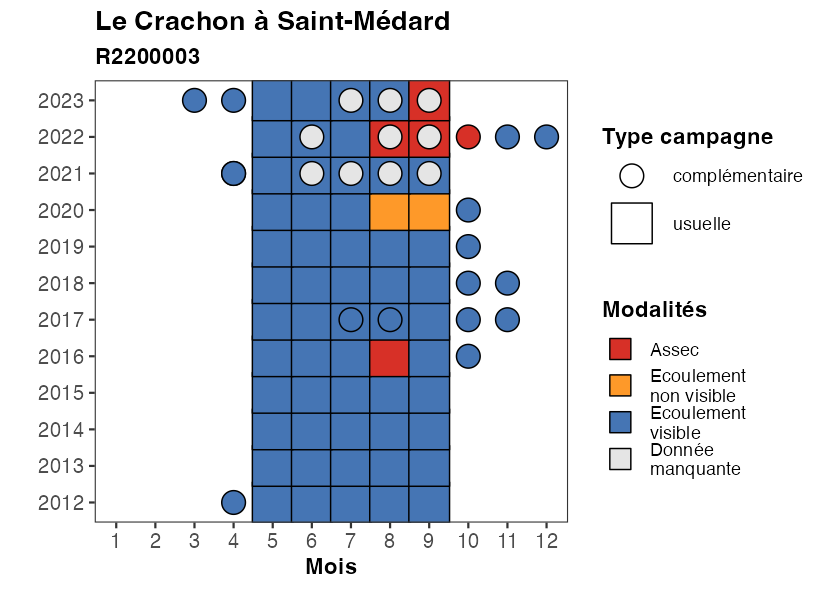 Le Crachon à Saint-Médard
R2200003
2023
2022
2021
2020
2019
2018
2017
2016
2015
2014
2013
2012
1 2 3 4 5 6 7 8 9 10 11 12
Mois
Type campagne
complémentaire
usuelle
Modalités
Assec
Ecoulement
non visible
Ecoulement
visible
Donnée
manquante